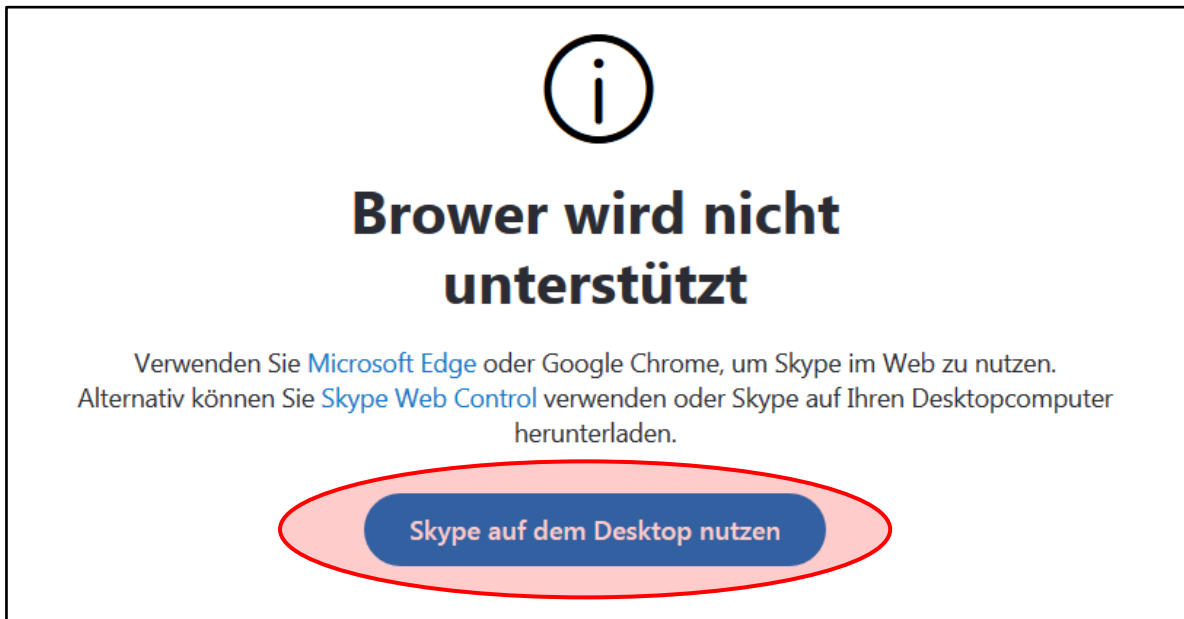 Brower wird nicht
unterstützt
Verwenden Sie Microsoft Edge oder Google Chrome, um Skype im Web zu nutzen.
Alternativ können Sie Skype Web Control verwenden oder Skype auf Ihren Desktopcomputer
herunterladen.
Skype auf dem Desktop nutzen